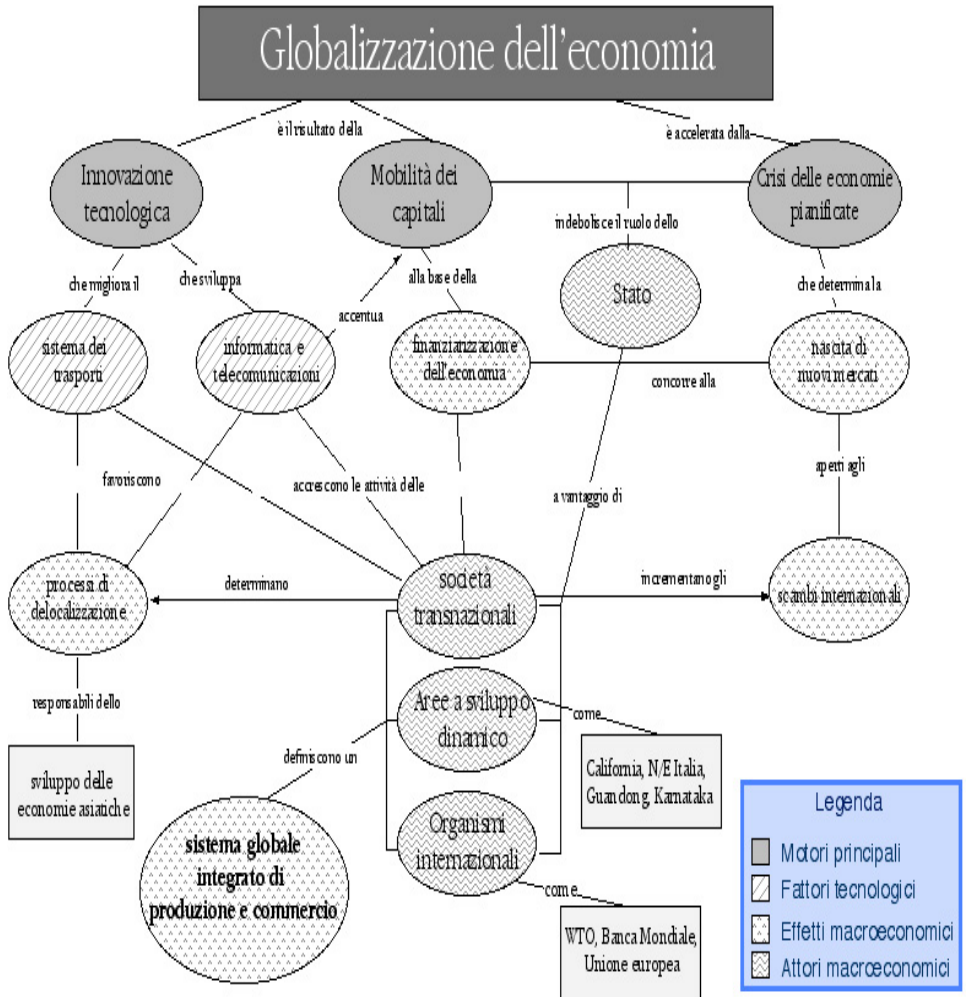 Globalizzazione dell'economia
è il risultato della
è accelerata dalla
Innovazione
tecnologica
Mobilità dei
capitali
Crisi delle economie
pianificate
indebolisce il ruolo dello
che migliora il
che sviluppa
alla base della
Stato
che determina la
accentua
sistema dei
trasporti
informatica e
telecomunicazioni
finanziarizzazione
dell'economia
nascita di
nuovi mercati
concorre alla
favoriscono
accrescono le attività delle
a vantaggio di
aperti agli
processi di
delocalizzazione
determinano
società
transnazionali
incrementano gli
scambi internazionali
responsabili dello
Aree a sviluppo
dinamico
come
definiscono un
sviluppo delle
economie asiatiche
California, N/E Italia,
Guandong, Karnataka
Organismi
internazionali
sistema globale
integrato di
produzione e commercio
come
WTO, Banca Mondiale,
Unione europea
Legenda
Motori principali
Fattori tecnologici
Effetti macroeconomici
Attori macroeconomici